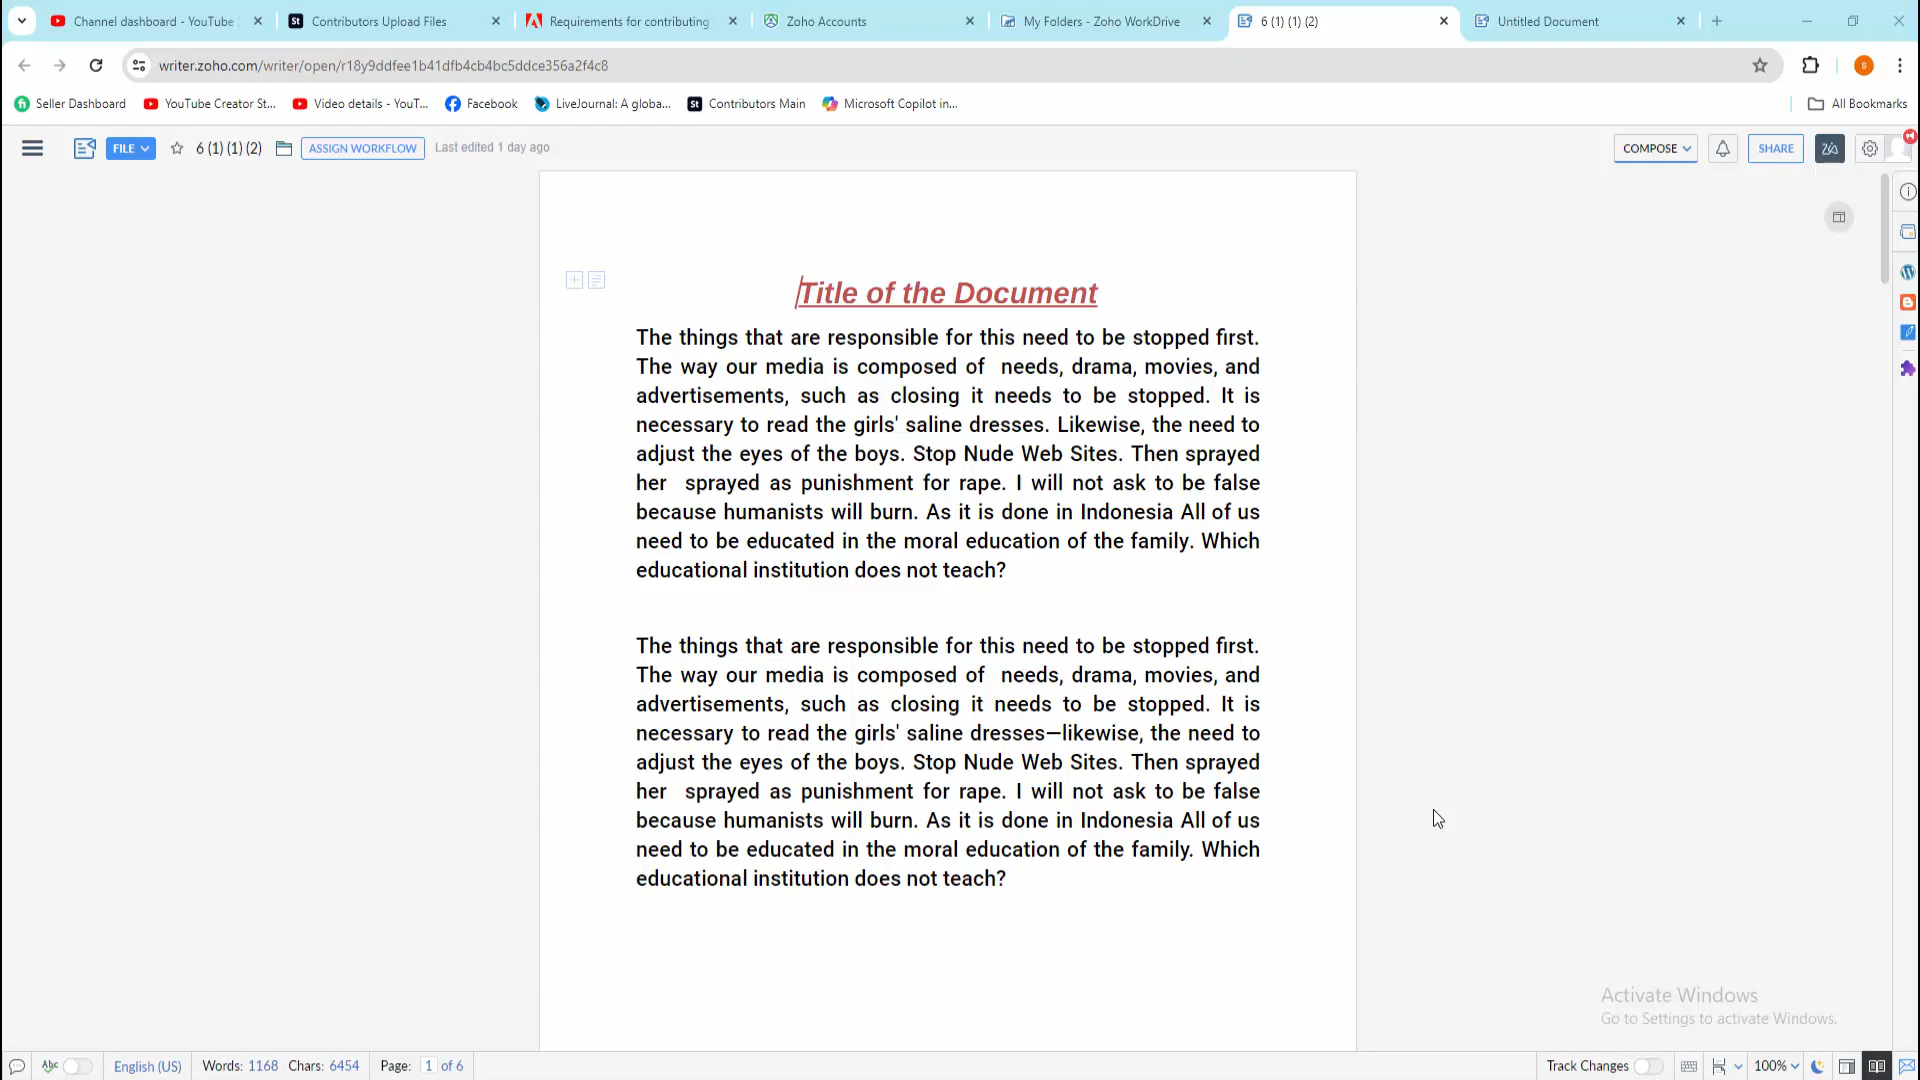 Channel dashboard - YouTube
Contributors Upload Files
Requirements for contributing
Zoho Accounts
My Folders - Zoho WorkDrive
6 (1) (1) (2)
Untitled Document
writer.zoho.com/writer/open/r18y9ddfee1b41dfb4cb4bc5ddce356a2f4c8
S
Seller Dashboard
YouTube Creator St...
Video details - YouT...
Facebook
LiveJournal: A globa...
Contributors Main
Microsoft Copilot in...
All Bookmarks
FILE
6 (1) (1) (2)
ASSIGN WORKFLOW
Last edited 1 day ago
COMPOSE
SHARE
Title of the Document
The things that are responsible for this need to be stopped first.
The way our media is composed of needs, drama, movies, and
advertisements, such as closing it needs to be stopped. It is
necessary to read the girls' saline dresses. Likewise, the need to
adjust the eyes of the boys. Stop Nude Web Sites. Then sprayed
her sprayed as punishment for rape. I will not ask to be false
because humanists will burn. As it is done in Indonesia All of us
need to be educated in the moral education of the family. Which
educational institution does not teach?
The things that are responsible for this need to be stopped first.
The way our media is composed of needs, drama, movies, and
advertisements, such as closing it needs to be stopped. It is
necessary to read the girls' saline dresses—likewise, the need to
adjust the eyes of the boys. Stop Nude Web Sites. Then sprayed
her sprayed as punishment for rape. I will not ask to be false
because humanists will burn. As it is done in Indonesia All of us
need to be educated in the moral education of the family. Which
educational institution does not teach?
Activate Windows
Go to Settings to activate Windows.
Abc
English (US)
Words: 1168 Chars: 6454
Page: 1 of 6
Track Changes
100%